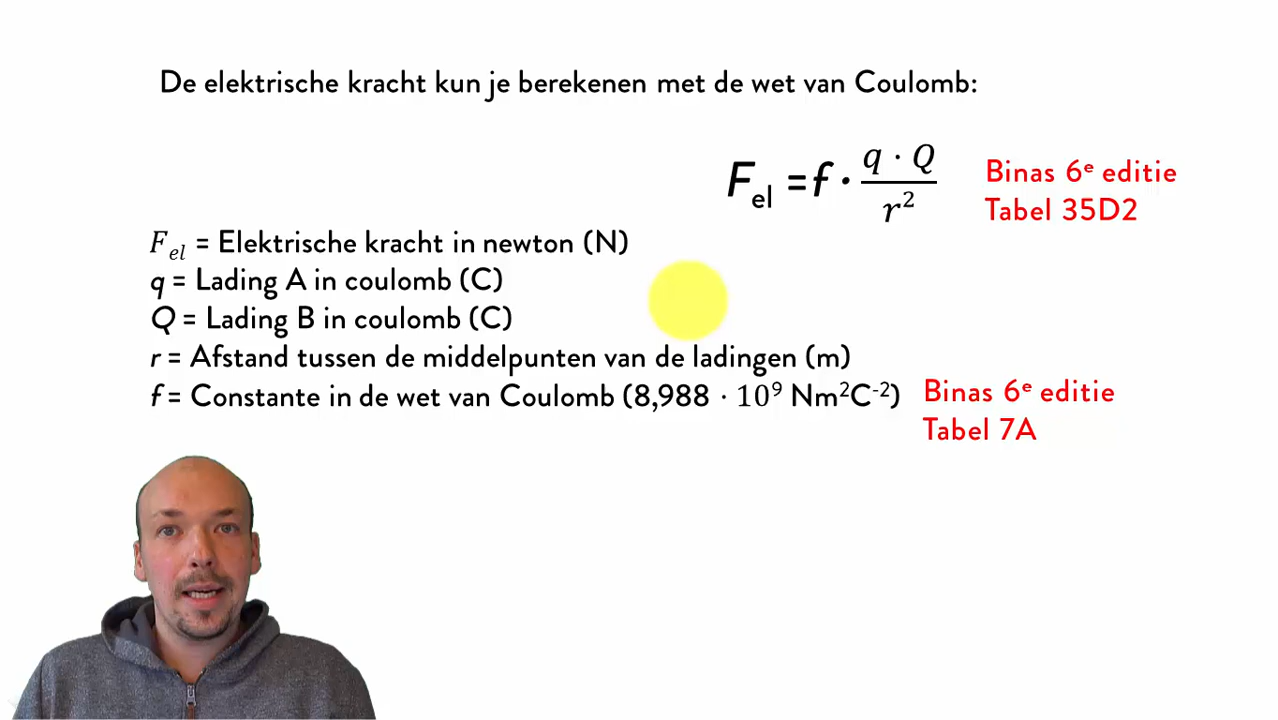 De elektrische kracht kun je berekenen met de wet van Coulomb:
F_el = f · (q · Q) / r²
Binas 6ᵉ editie
Tabel 35D2
F_el = Elektrische kracht in newton (N)
q = Lading A in coulomb (C)
Q = Lading B in coulomb (C)
r = Afstand tussen de middelpunten van de ladingen (m)
f = Constante in de wet van Coulomb (8,988 · 10⁹ Nm²C⁻²)
Binas 6ᵉ editie
Tabel 7A